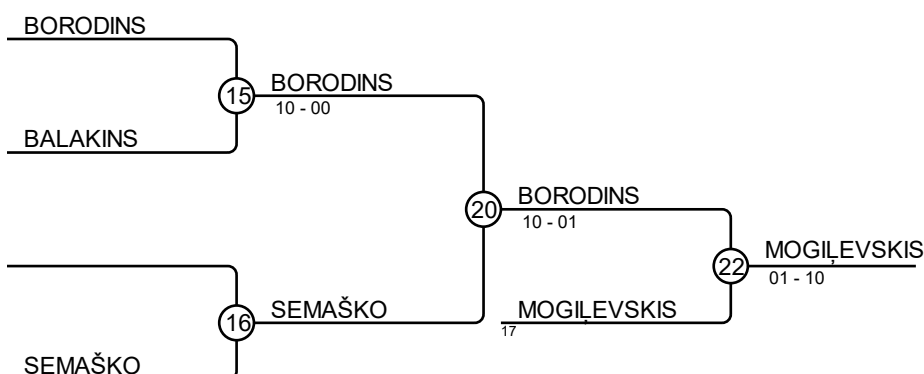 BORODINS
15
BORODINS
10 - 00
BALAKINS
20
BORODINS
10 - 01
22
MOGIĻEVSKIS
01 - 10
16
SEMAŠKO
MOGIĻEVSKIS
17
SEMAŠKO